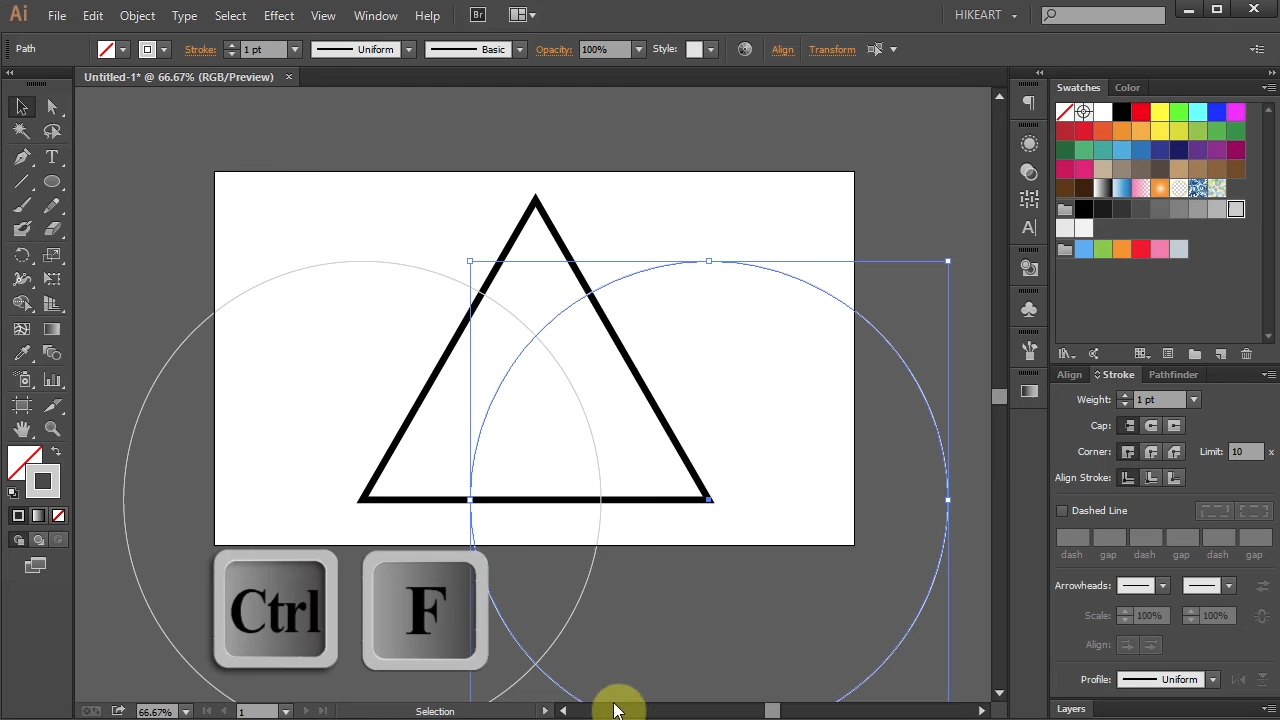 Ai File Edit Object Type Select Effect View Window Help Br HIKEART
Path Stroke: 1 pt Uniform Basic Opacity: 100% Style: Align Transform
Untitled-1* @ 66.67% (RGB/Preview) ×
Swatches Color
T
A
Align Stroke Pathfinder
Weight: 1 pt
Cap:
Corner: Limit: 10 x
Align Stroke:
Dashed Line
dash gap dash gap dash gap
Arrowheads:
Scale: 100% 100%
Align:
Profile: Uniform
Layers
Ctrl F
66.67% 1 Selection